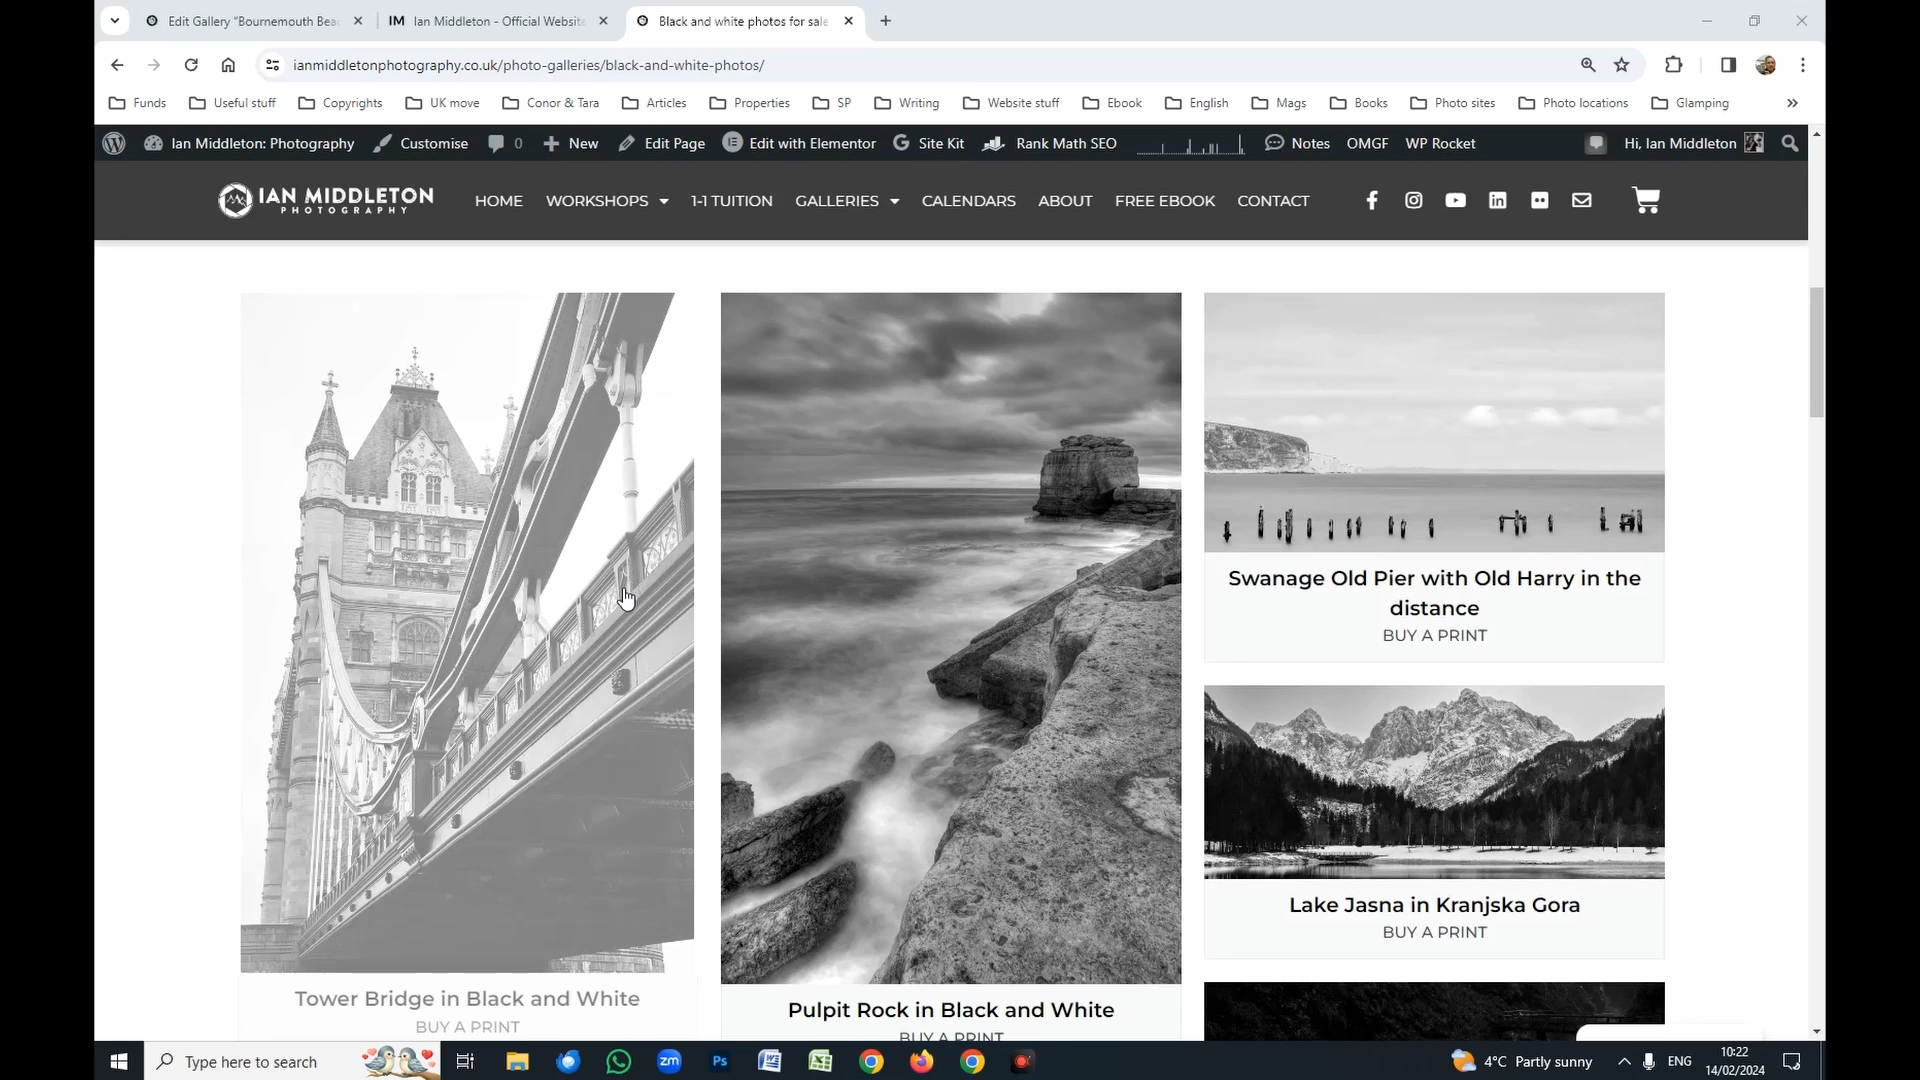 Edit Gallery "Bournemouth Bea
Ian Middleton - Official Website
Black and white photos for sale
ianmiddletonphotography.co.uk/photo-galleries/black-and-white-photos/
Funds Useful stuff Copyrights UK move Conor & Tara Articles Properties SP Writing Website stuff Ebook English Mags Books Photo sites Photo locations Glamping
Ian Middleton: Photography Customise 0 New Edit Page Edit with Elementor Site Kit Rank Math SEO Notes OMGF WP Rocket Hi, Ian Middleton
IAN MIDDLETON
PHOTOGRAPHY
HOME WORKSHOPS 1-1 TUITION GALLERIES CALENDARS ABOUT FREE EBOOK CONTACT
Tower Bridge in Black and White
BUY A PRINT
Pulpit Rock in Black and White
BUY A PRINT
Swanage Old Pier with Old Harry in the
distance
BUY A PRINT
Lake Jasna in Kranjska Gora
BUY A PRINT
Type here to search
4°C Partly sunny
ENG
10:22
14/02/2024